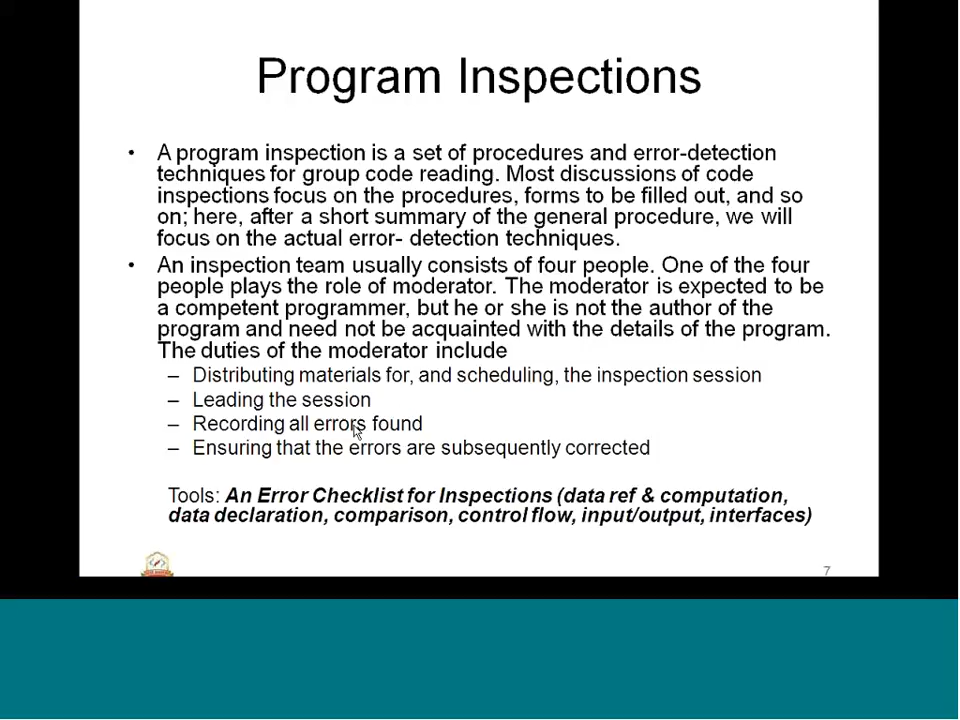 Program Inspections
• A program inspection is a set of procedures and error-detection
techniques for group code reading. Most discussions of code
inspections focus on the procedures, forms to be filled out, and so
on; here, after a short summary of the general procedure, we will
focus on the actual error- detection techniques.
• An inspection team usually consists of four people. One of the four
people plays the role of moderator. The moderator is expected to be
a competent programmer, but he or she is not the author of the
program and need not be acquainted with the details of the program.
The duties of the moderator include
– Distributing materials for, and scheduling, the inspection session
– Leading the session
– Recording all errors found
– Ensuring that the errors are subsequently corrected
Tools: An Error Checklist for Inspections (data ref & computation,
data declaration, comparison, control flow, input/output, interfaces)
7